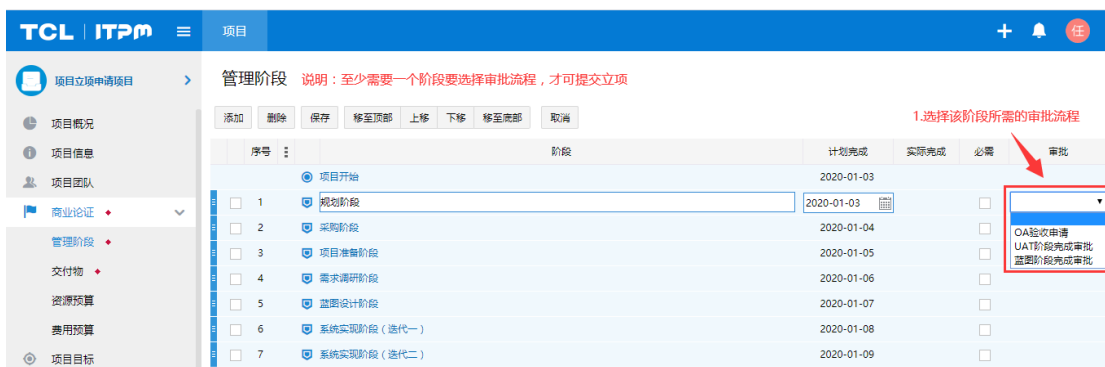 TCL ITPM 项目 任
项目立项申请项目
管理阶段 说明：至少需要一个阶段要选择审批流程，才可提交立项
添加 删除 保存 移至顶部 上移 下移 移至底部 取消
1.选择该阶段所需的审批流程
项目概况
项目信息
项目团队
商业论证
管理阶段
交付物
资源预算
费用预算
项目目标
序号 阶段 计划完成 实际完成 必需 审批
项目开始 2020-01-03
1 规划阶段 2020-01-03
2 采购阶段 2020-01-04
3 项目准备阶段 2020-01-05
4 需求调研阶段 2020-01-06
5 蓝图设计阶段 2020-01-07
6 系统实现阶段（迭代一） 2020-01-08
7 系统实现阶段（迭代二） 2020-01-09
OA验收申请
UAT阶段完成审批
蓝图阶段完成审批